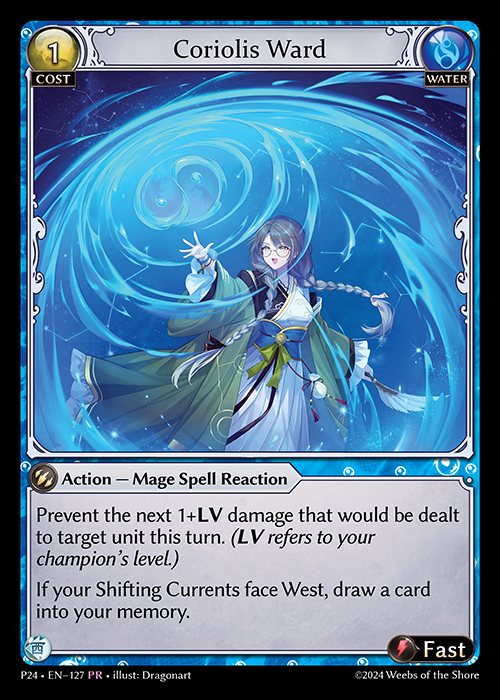 1
Coriolis Ward
COST
WATER
Action — Mage Spell Reaction
Prevent the next 1+LV damage that would be dealt
to target unit this turn. (LV refers to your
champion's level.)
If your Shifting Currents face West, draw a card
into your memory.
西
Fast
P24 • EN–127 PR • illust: Dragonart
©2024 Weebs of the Shore